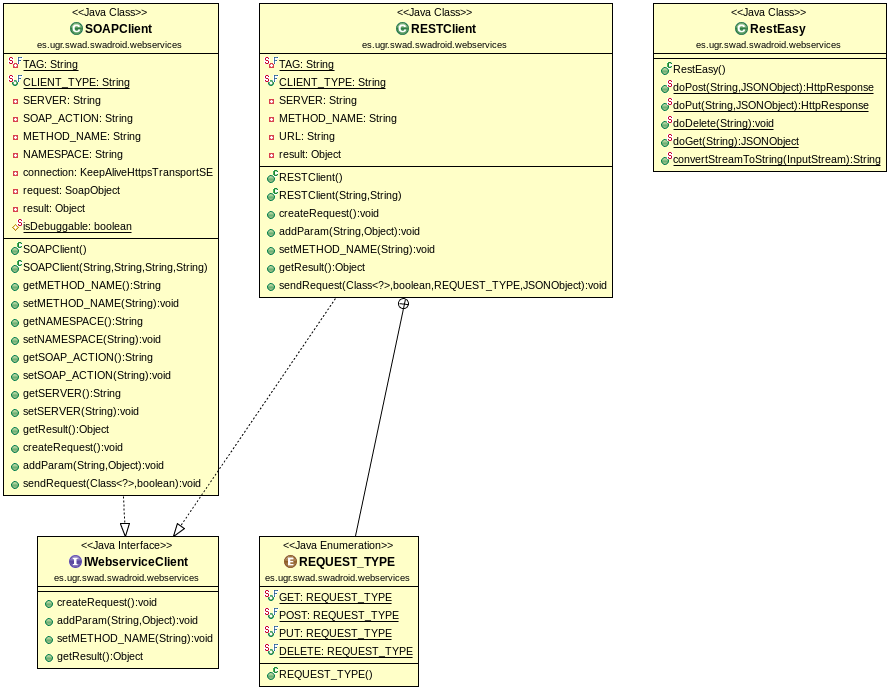 <<Java Class>>
SOAPClient
es.ugr.swad.swadroid.webservices
TAG: String
CLIENT_TYPE: String
SERVER: String
SOAP_ACTION: String
METHOD_NAME: String
NAMESPACE: String
connection: KeepAliveHttpsTransportSE
request: SoapObject
result: Object
isDebuggable: boolean
SOAPClient()
SOAPClient(String,String,String,String)
getMETHOD_NAME():String
setMETHOD_NAME(String):void
getNAMESPACE():String
setNAMESPACE(String):void
getSOAP_ACTION():String
setSOAP_ACTION(String):void
getSERVER():String
setSERVER(String):void
getResult():Object
createRequest():void
addParam(String,Object):void
sendRequest(Class<?>,boolean):void
<<Java Class>>
RESTClient
es.ugr.swad.swadroid.webservices
TAG: String
CLIENT_TYPE: String
SERVER: String
METHOD_NAME: String
URL: String
result: Object
RESTClient()
RESTClient(String,String)
createRequest():void
addParam(String,Object):void
setMETHOD_NAME(String):void
getResult():Object
sendRequest(Class<?>,boolean,REQUEST_TYPE,JSONObject):void
<<Java Class>>
RestEasy
es.ugr.swad.swadroid.webservices
RestEasy()
doPost(String,JSONObject):HttpResponse
doPut(String,JSONObject):HttpResponse
doDelete(String):void
doGet(String):JSONObject
convertStreamToString(InputStream):String
<<Java Interface>>
IWebserviceClient
es.ugr.swad.swadroid.webservices
createRequest():void
addParam(String,Object):void
setMETHOD_NAME(String):void
getResult():Object
<<Java Enumeration>>
REQUEST_TYPE
es.ugr.swad.swadroid.webservices
GET: REQUEST_TYPE
POST: REQUEST_TYPE
PUT: REQUEST_TYPE
DELETE: REQUEST_TYPE
REQUEST_TYPE()